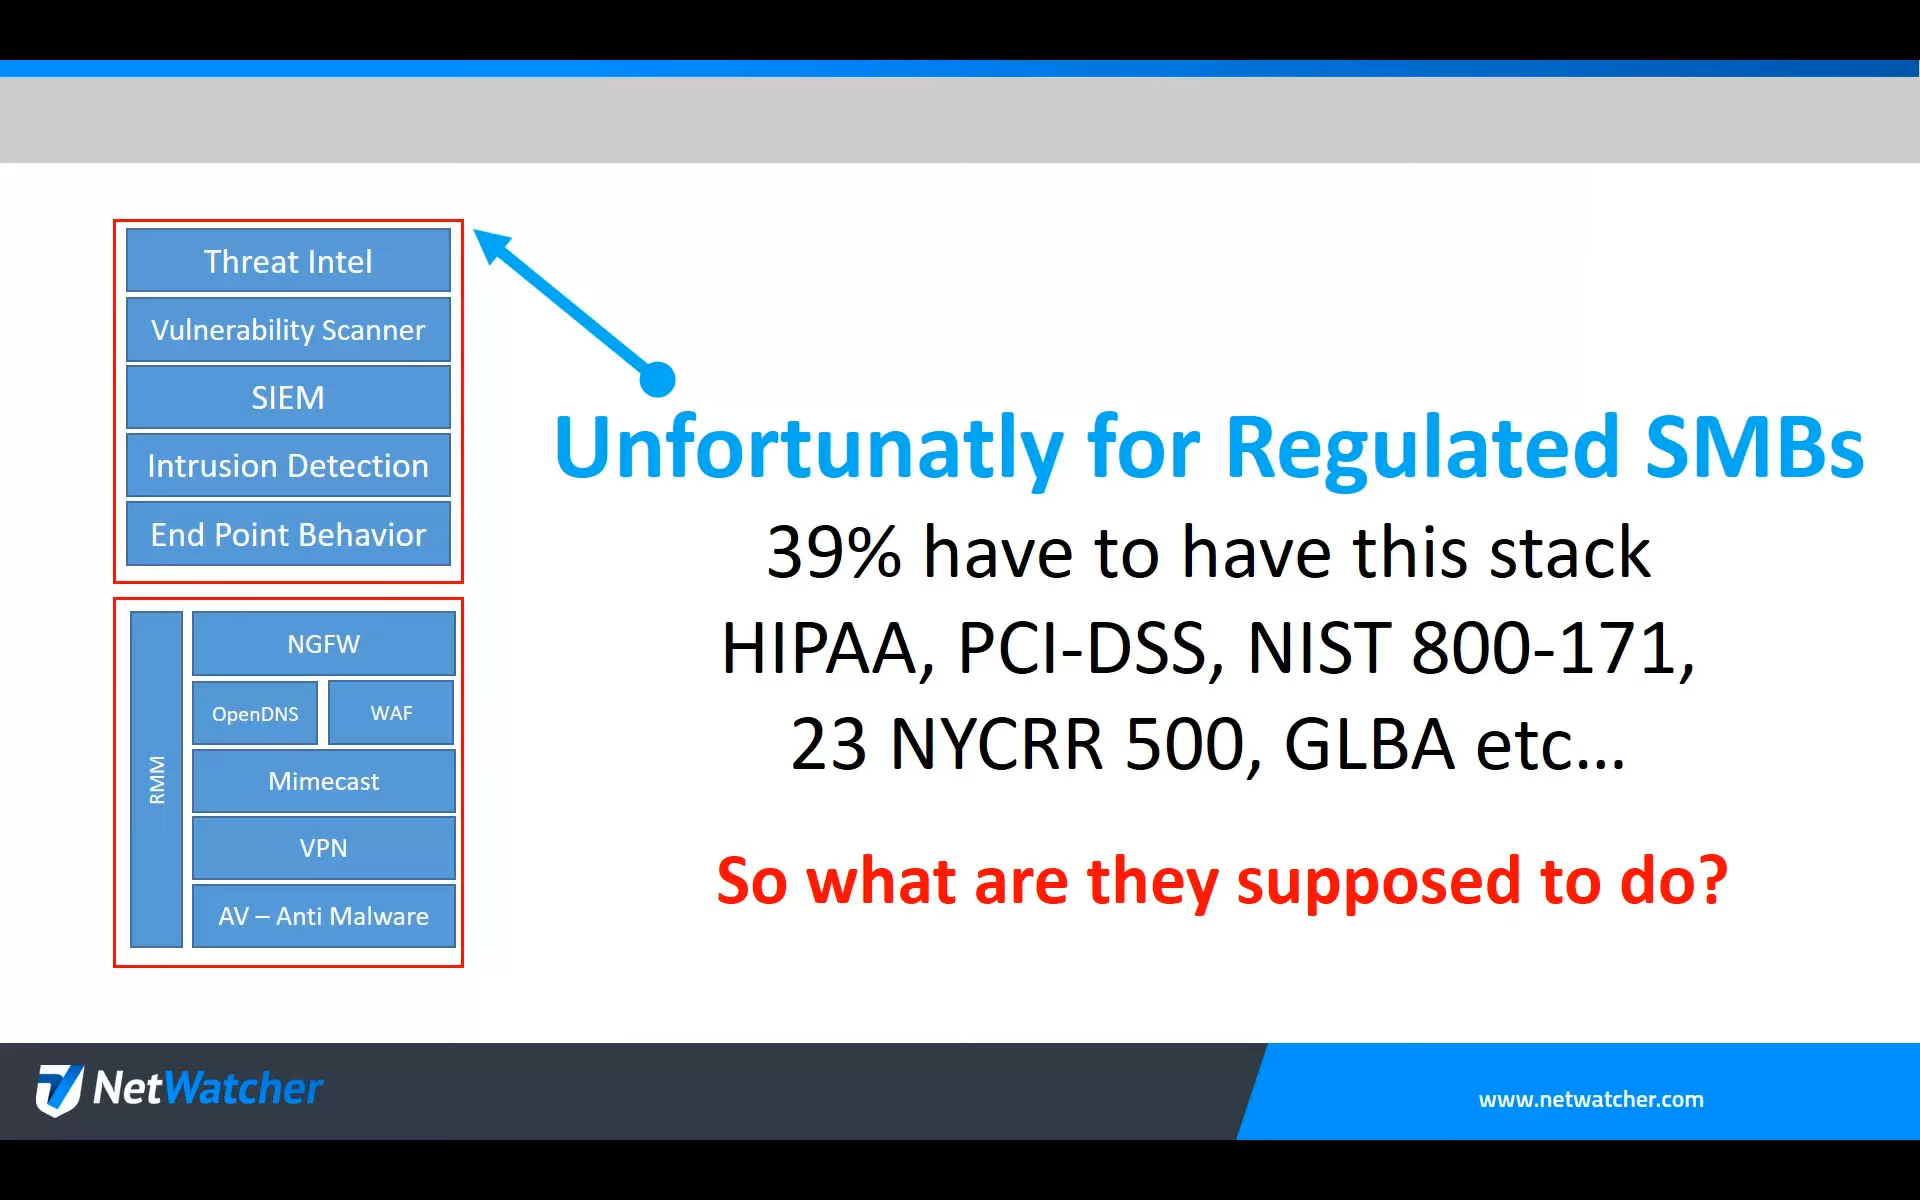 Threat Intel
Vulnerability Scanner
SIEM
Intrusion Detection
End Point Behavior
RMM
NGFW
OpenDNS
WAF
Mimecast
VPN
AV – Anti Malware
Unfortunatly for Regulated SMBs
39% have to have this stack
HIPAA, PCI-DSS, NIST 800-171,
23 NYCRR 500, GLBA etc...
So what are they supposed to do?
NetWatcher
www.netwatcher.com